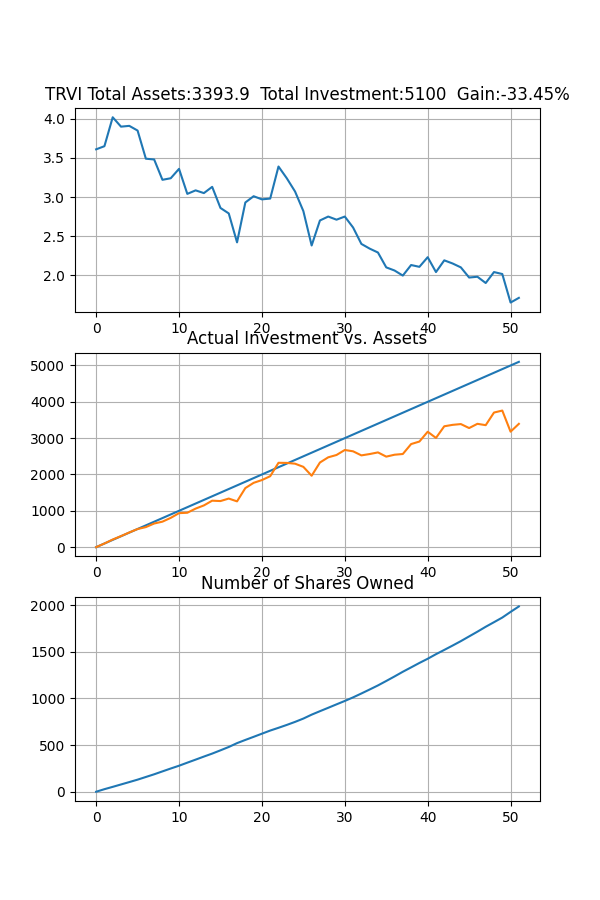 TRVI Total Assets:3393.9  Total Investment:5100  Gain:-33.45%
4.0
3.5
3.0
2.5
2.0
0 10 20 30 40 50
Actual Investment vs. Assets
5000
4000
3000
2000
1000
0
0 10 20 30 40 50
Number of Shares Owned
2000
1500
1000
500
0
0 10 20 30 40 50